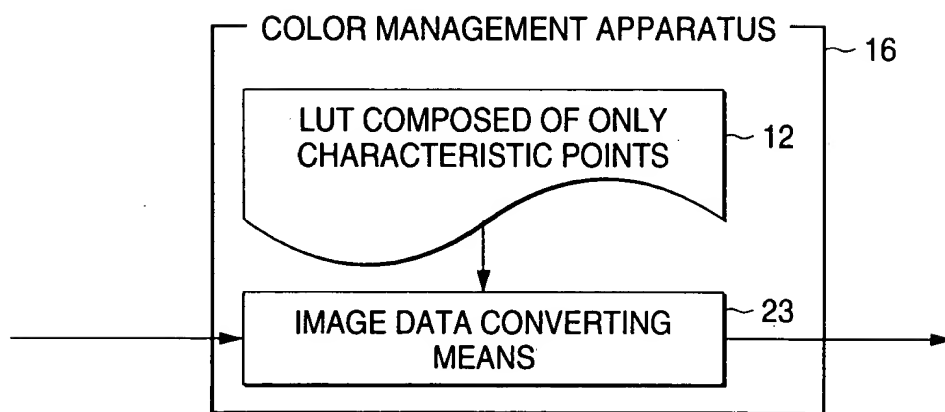 COLOR MANAGEMENT APPARATUS
16
LUT COMPOSED OF ONLY
CHARACTERISTIC POINTS
12
IMAGE DATA CONVERTING
MEANS
23